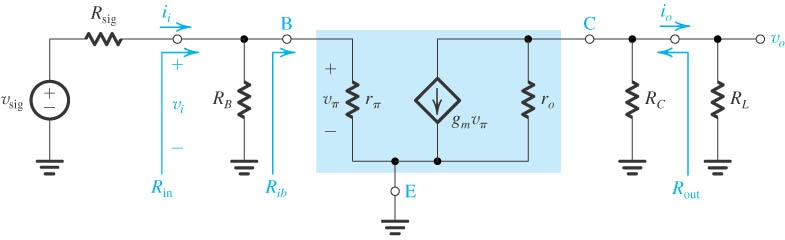 R_sig
i_i
B
C
i_o
v_o
+
+
v_sig
+
−
v_i
R_B
v_π
r_π
g_m v_π
r_o
R_C
R_L
−
−
R_in
R_ib
E
R_out